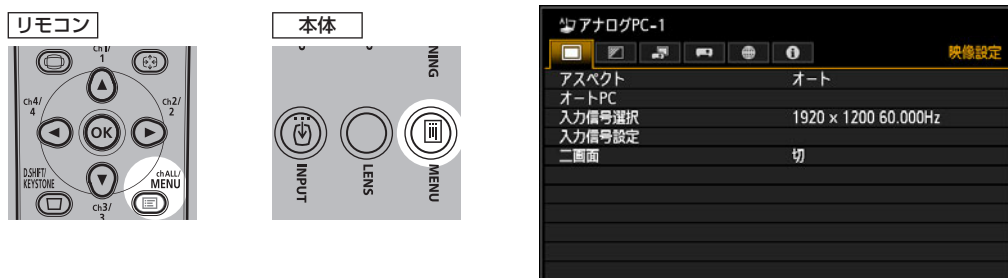 リモコン
Ch1/
1
Ch4/
4
OK
Ch2/
2
D.SHIFT/
KEYSTONE
Ch3/
3
ch ALL/
MENU
本体
NING
INPUT
LENS
MENU
アナログPC-1
映像設定
アスペクト オート
オートPC
入力信号選択 1920 x 1200 60.000Hz
入力信号設定
二画面 切